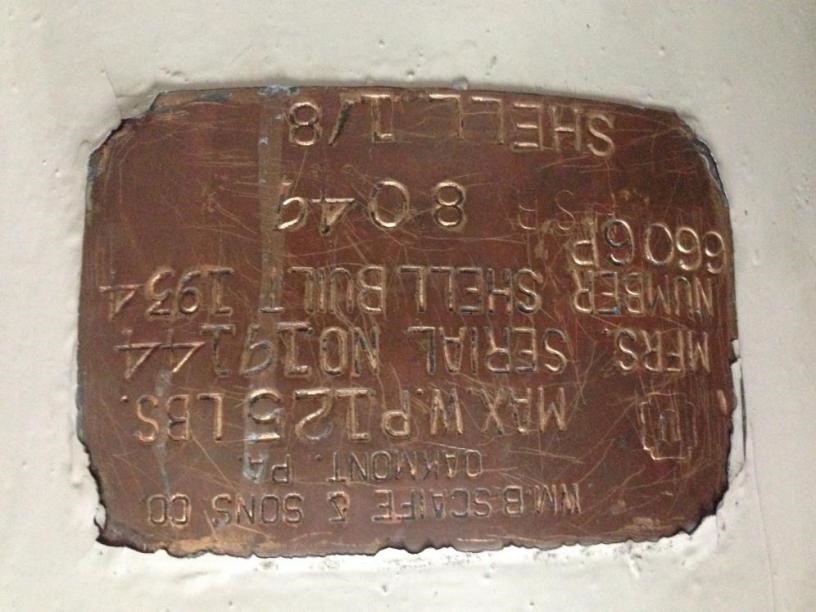 WM.B.SCAIFE & SONS CO.
OAKMONT. PA.
U MAX.W.P 125 LBS.
MFRS. SERIAL NO 19144
NUMBER SHELL BUILT 1934
6606P
8049
SHELL 1/8